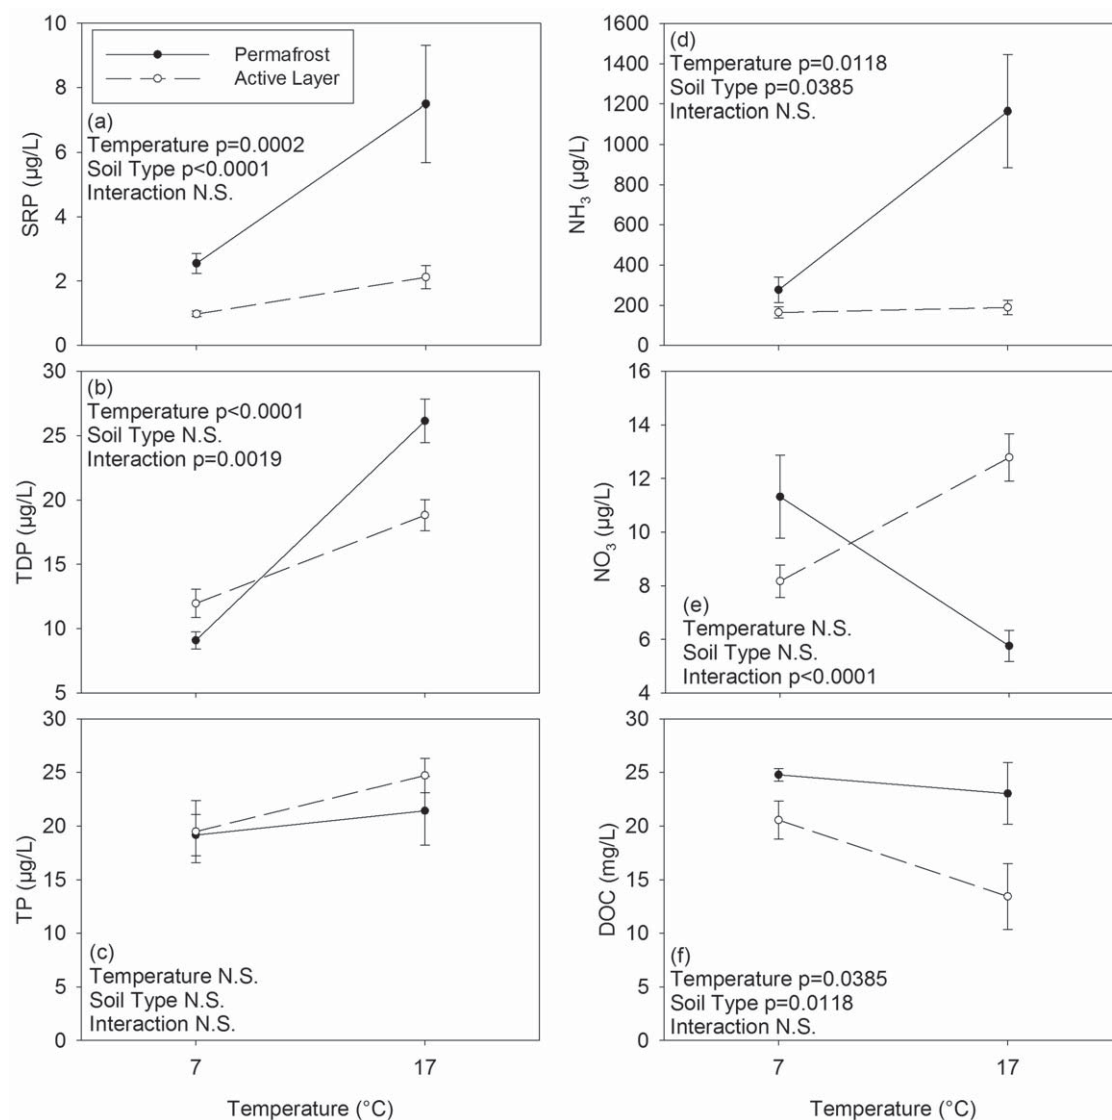 10
8
6
4
2
0
SRP (µg/L)
Permafrost
Active Layer
(a)
Temperature p=0.0002
Soil Type p<0.0001
Interaction N.S.
1600
1400
1200
1000
800
600
400
200
0
NH₃ (µg/L)
(d)
Temperature p=0.0118
Soil Type p=0.0385
Interaction N.S.
30
25
20
15
10
5
TDP (µg/L)
(b)
Temperature p<0.0001
Soil Type N.S.
Interaction p=0.0019
16
14
12
10
8
6
4
NO₃ (µg/L)
(e)
Temperature N.S.
Soil Type N.S.
Interaction p<0.0001
30
25
20
15
10
5
0
TP (µg/L)
(c)
Temperature N.S.
Soil Type N.S.
Interaction N.S.
7
17
Temperature (°C)
30
25
20
15
10
5
0
DOC (mg/L)
(f)
Temperature p=0.0385
Soil Type p=0.0118
Interaction N.S.
7
17
Temperature (°C)